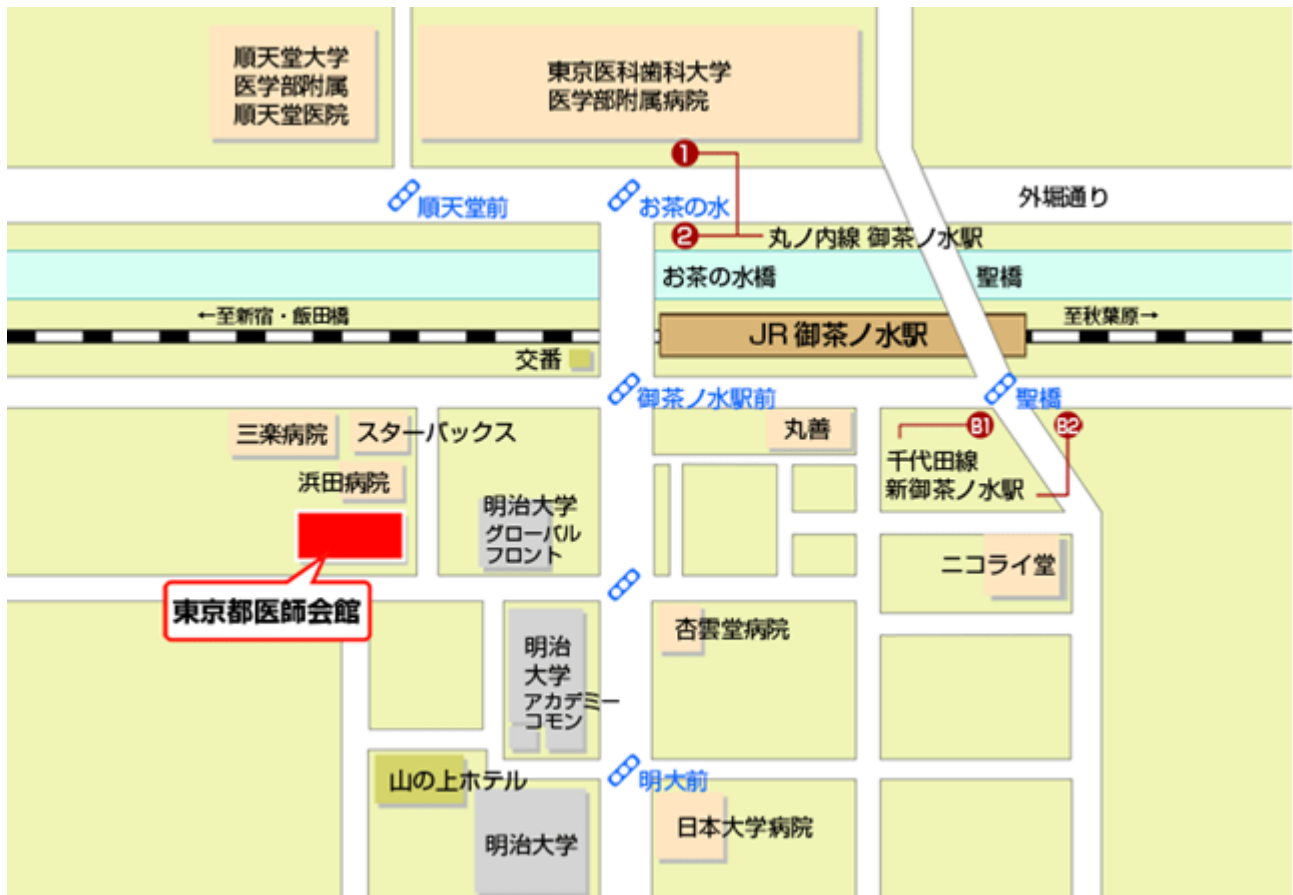 順天堂大学
医学部附属
順天堂医院
東京医科歯科大学
医学部附属病院
1
順天堂前
お茶の水
外堀通り
2
丸ノ内線 御茶ノ水駅
お茶の水橋
聖橋
←至新宿・飯田橋
JR 御茶ノ水駅
至秋葉原→
交番
御茶ノ水駅前
聖橋
三楽病院
スターバックス
丸善
B1
B2
千代田線
新御茶ノ水駅
浜田病院
明治大学
グローバル
フロント
ニコライ堂
東京都医師会館
杏雲堂病院
明治
大学
アカデミー
コモン
山の上ホテル
明大前
明治大学
日本大学病院